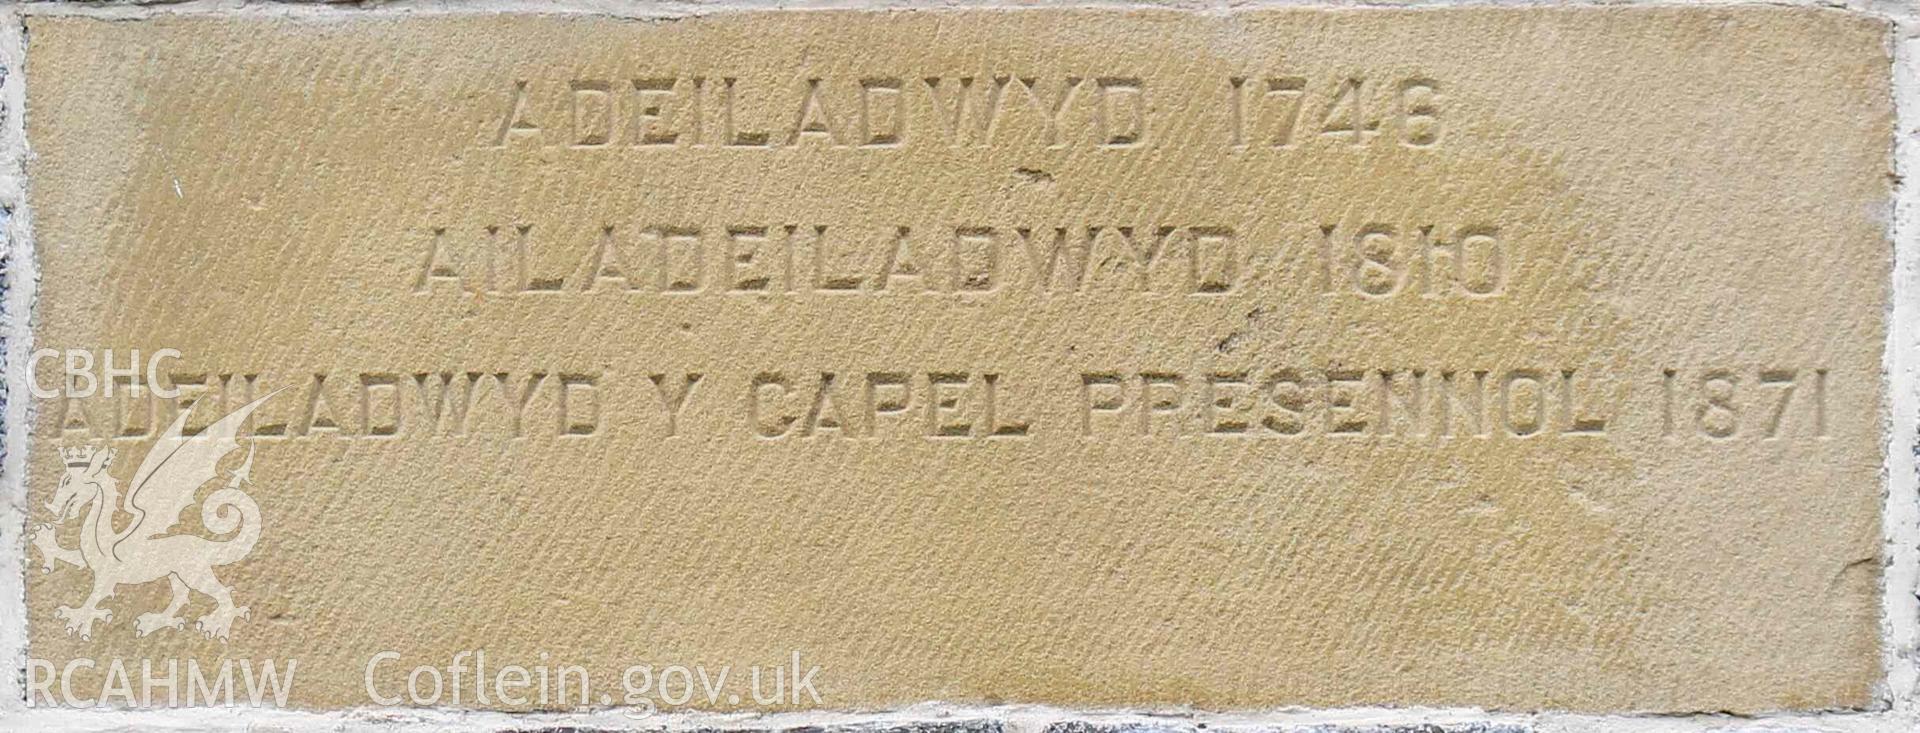 ADEILADWYD 1746
AILADEILADWYD 1810
ADEILADWYD Y CAPEL PRESENNOL 1871
CBHC
RCAHMW Coflein.gov.uk